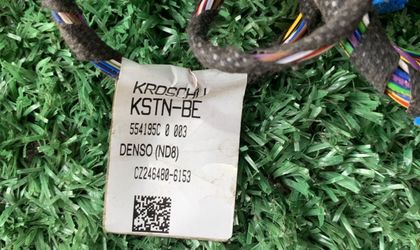 KROSCHU
KSTN-BE
554195C 0 003
DENSO (ND8)
CZ246480-6153